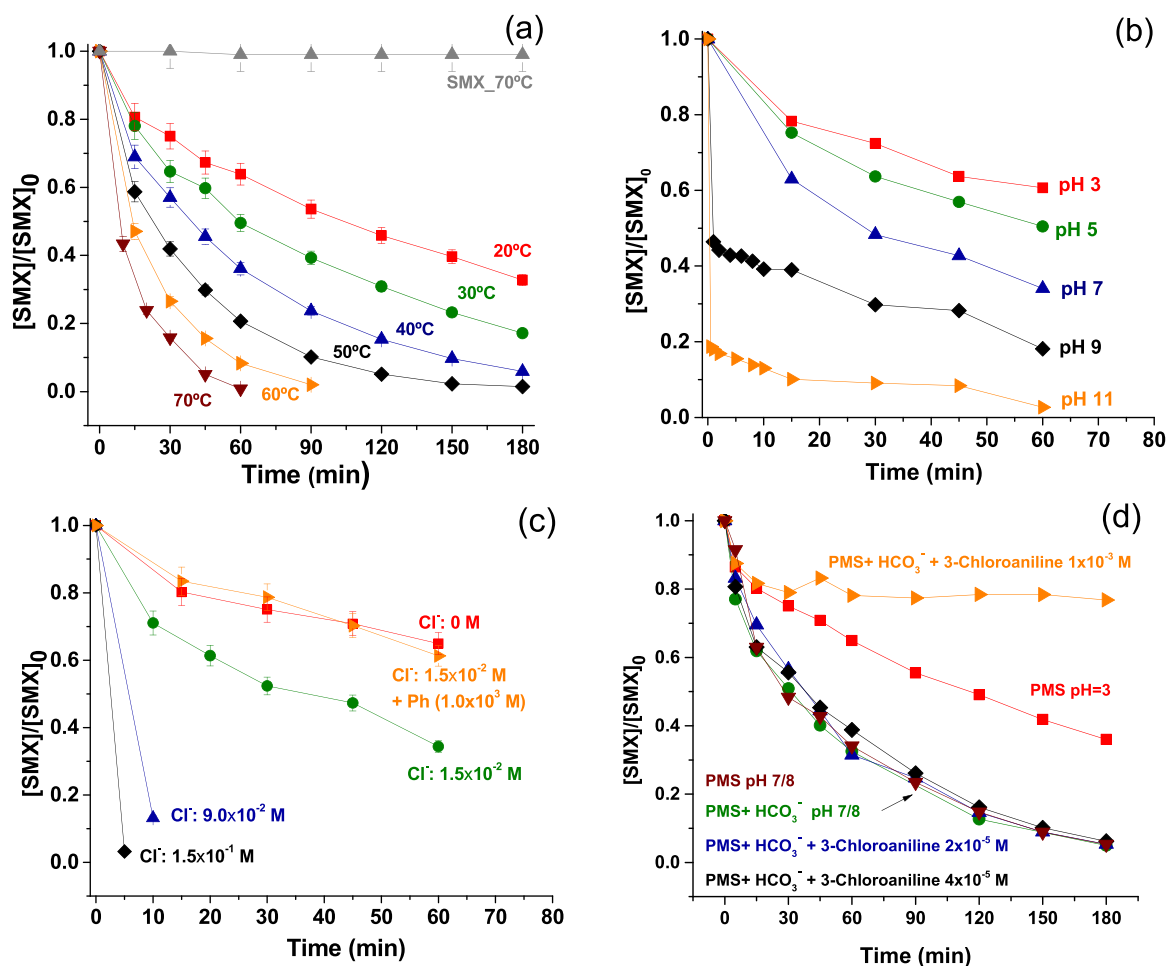 (a)
[SMX]/[SMX]0
1.0
0.8
0.6
0.4
0.2
0.0
SMX_70ºC
20ºC
30ºC
40ºC
50ºC
60ºC
70ºC
0 30 60 90 120 150 180
Time (min)
(b)
[SMX]/[SMX]0
1.0
0.8
0.6
0.4
0.2
0.0
pH 3
pH 5
pH 7
pH 9
pH 11
0 10 20 30 40 50 60 70 80
Time (min)
(c)
[SMX]/[SMX]0
1.0
0.8
0.6
0.4
0.2
0.0
Cl⁻: 0 M
Cl⁻: 1.5x10⁻² M
+ Ph (1.0x10³ M)
Cl⁻: 1.5x10⁻² M
Cl⁻: 9.0x10⁻² M
Cl⁻: 1.5x10⁻¹ M
0 10 20 30 40 50 60 70 80
Time (min)
(d)
[SMX]/[SMX]0
1.0
0.8
0.6
0.4
0.2
0.0
PMS+ HCO₃⁻ + 3-Chloroaniline 1x10⁻³ M
PMS pH=3
PMS pH 7/8
PMS+ HCO₃⁻ pH 7/8
PMS+ HCO₃⁻ + 3-Chloroaniline 2x10⁻⁵ M
PMS+ HCO₃⁻ + 3-Chloroaniline 4x10⁻⁵ M
0 30 60 90 120 150 180
Time (min)